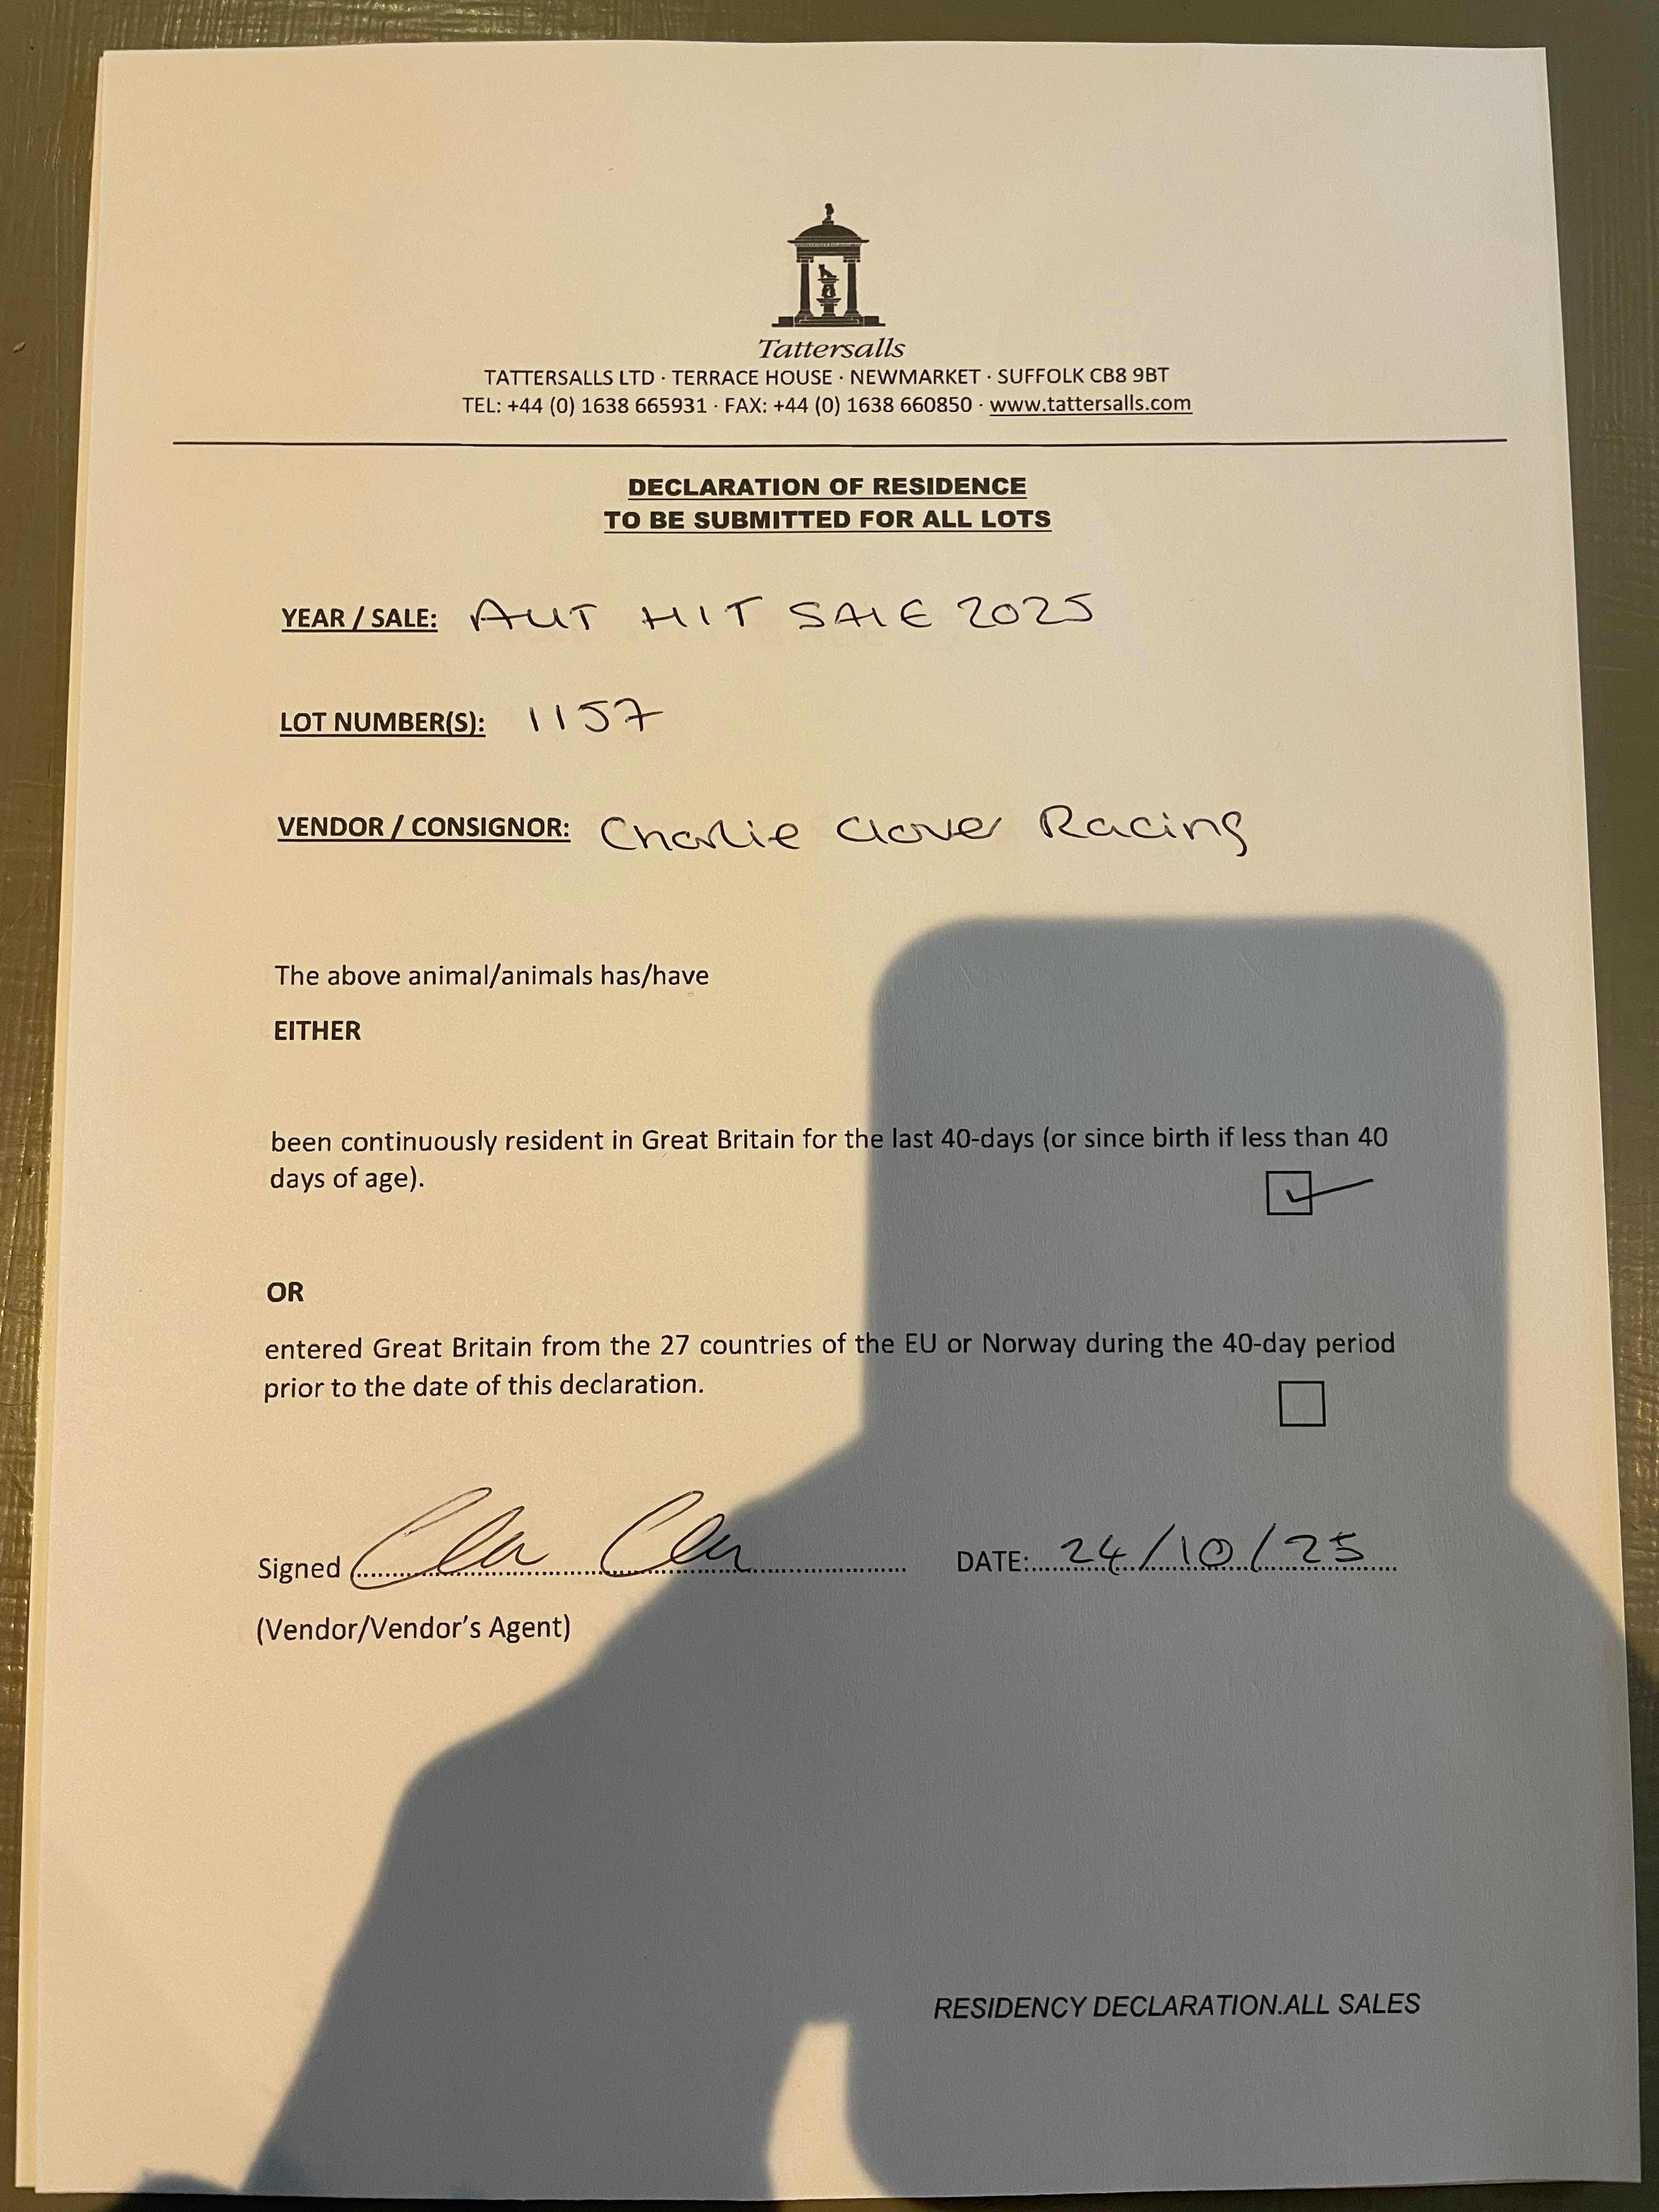 Tattersalls
TATTERSALLS LTD · TERRACE HOUSE · NEWMARKET · SUFFOLK CB8 9BT
TEL: +44 (0) 1638 665931 · FAX: +44 (0) 1638 660850 · www.tattersalls.com
DECLARATION OF RESIDENCE
TO BE SUBMITTED FOR ALL LOTS
YEAR / SALE: AUT HIT SALE 2025
LOT NUMBER(S): 1157
VENDOR / CONSIGNOR: Charlie Clover Racing
The above animal/animals has/have
EITHER
been continuously resident in Great Britain for the last 40-days (or since birth if less than 40
days of age).
OR
entered Great Britain from the 27 countries of the EU or Norway during the 40-day period
prior to the date of this declaration.
Signed DATE: 24/10/25
(Vendor/Vendor's Agent)
RESIDENCY DECLARATION.ALL SALES